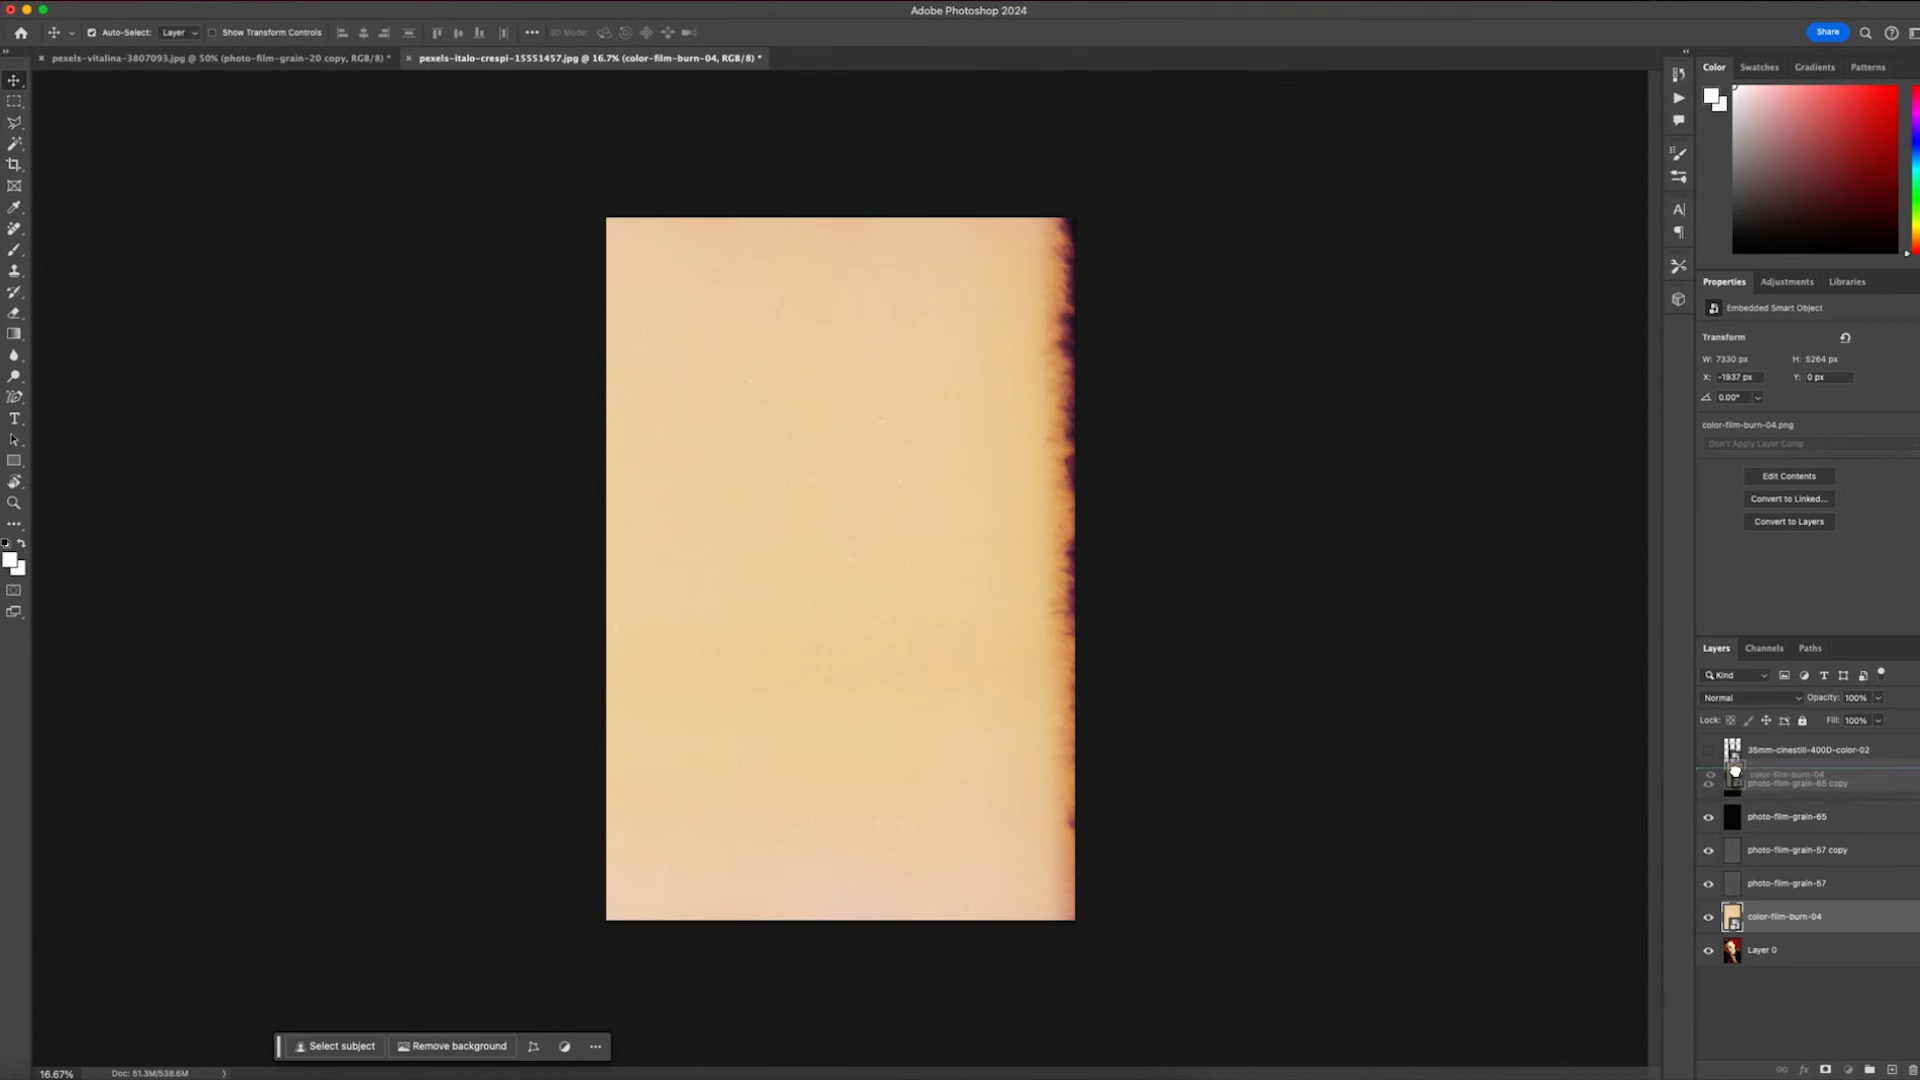 Adobe Photoshop 2024
Auto-Select: Layer Show Transform Controls 3D Mode: Share
pexels-vitalina-3807093.jpg @ 50% (photo-film-grain-20 copy, RGB/8) *
pexels-italo-crespi-15551457.jpg @ 16.7% (color-film-burn-04, RGB/8) *
Color Swatches Gradients Patterns
Properties Adjustments Libraries
Embedded Smart Object
Transform
W: 7330 px H: 5264 px
X: -1937 px Y: 0 px
0.00°
color-film-burn-04.png
Don't Apply Layer Comp
Edit Contents
Convert to Linked...
Convert to Layers
Layers Channels Paths
Kind
Normal Opacity: 100%
Lock: Fill: 100%
35mm-cinestill-400D-color-02
color-film-burn-04
photo-film-grain-65 copy
photo-film-grain-65
photo-film-grain-57 copy
photo-film-grain-57
color-film-burn-04
Layer 0
Select subject Remove background
16.67% Doc: 51.3M/538.6M